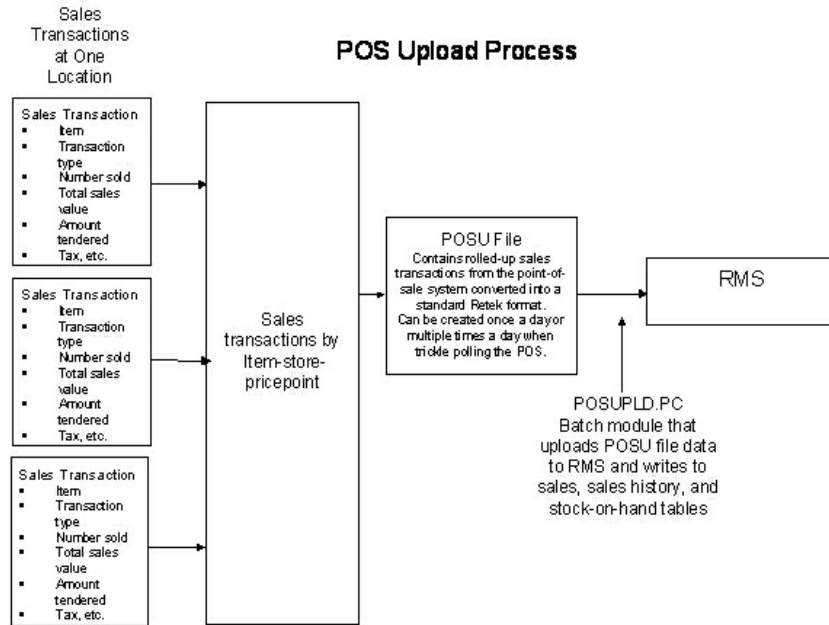 Sales
Transactions
at One
Location
POS Upload Process
Sales Transaction
▪ Item
▪ Transaction
type
▪ Number sold
▪ Total sales
value
▪ Amount
tendered
▪ Tax, etc.
Sales Transaction
▪ Item
▪ Transaction
type
▪ Number sold
▪ Total sales
value
▪ Amount
tendered
▪ Tax, etc.
Sales Transaction
▪ Item
▪ Transaction
type
▪ Number sold
▪ Total sales
value
▪ Amount
tendered
▪ Tax, etc.
Sales
transactions by
Item-store-
pricepoint
POSU File
Contains rolled-up sales
transactions from the point-of-
sale system converted into a
standard Retek format.
Can be created once a day or
multiple times a day when
trickle polling the POS.
RMS
POSUPLD.PC
Batch module that
uploads POSU file data
to RMS and writes to
sales, sales history, and
stock-on-hand tables